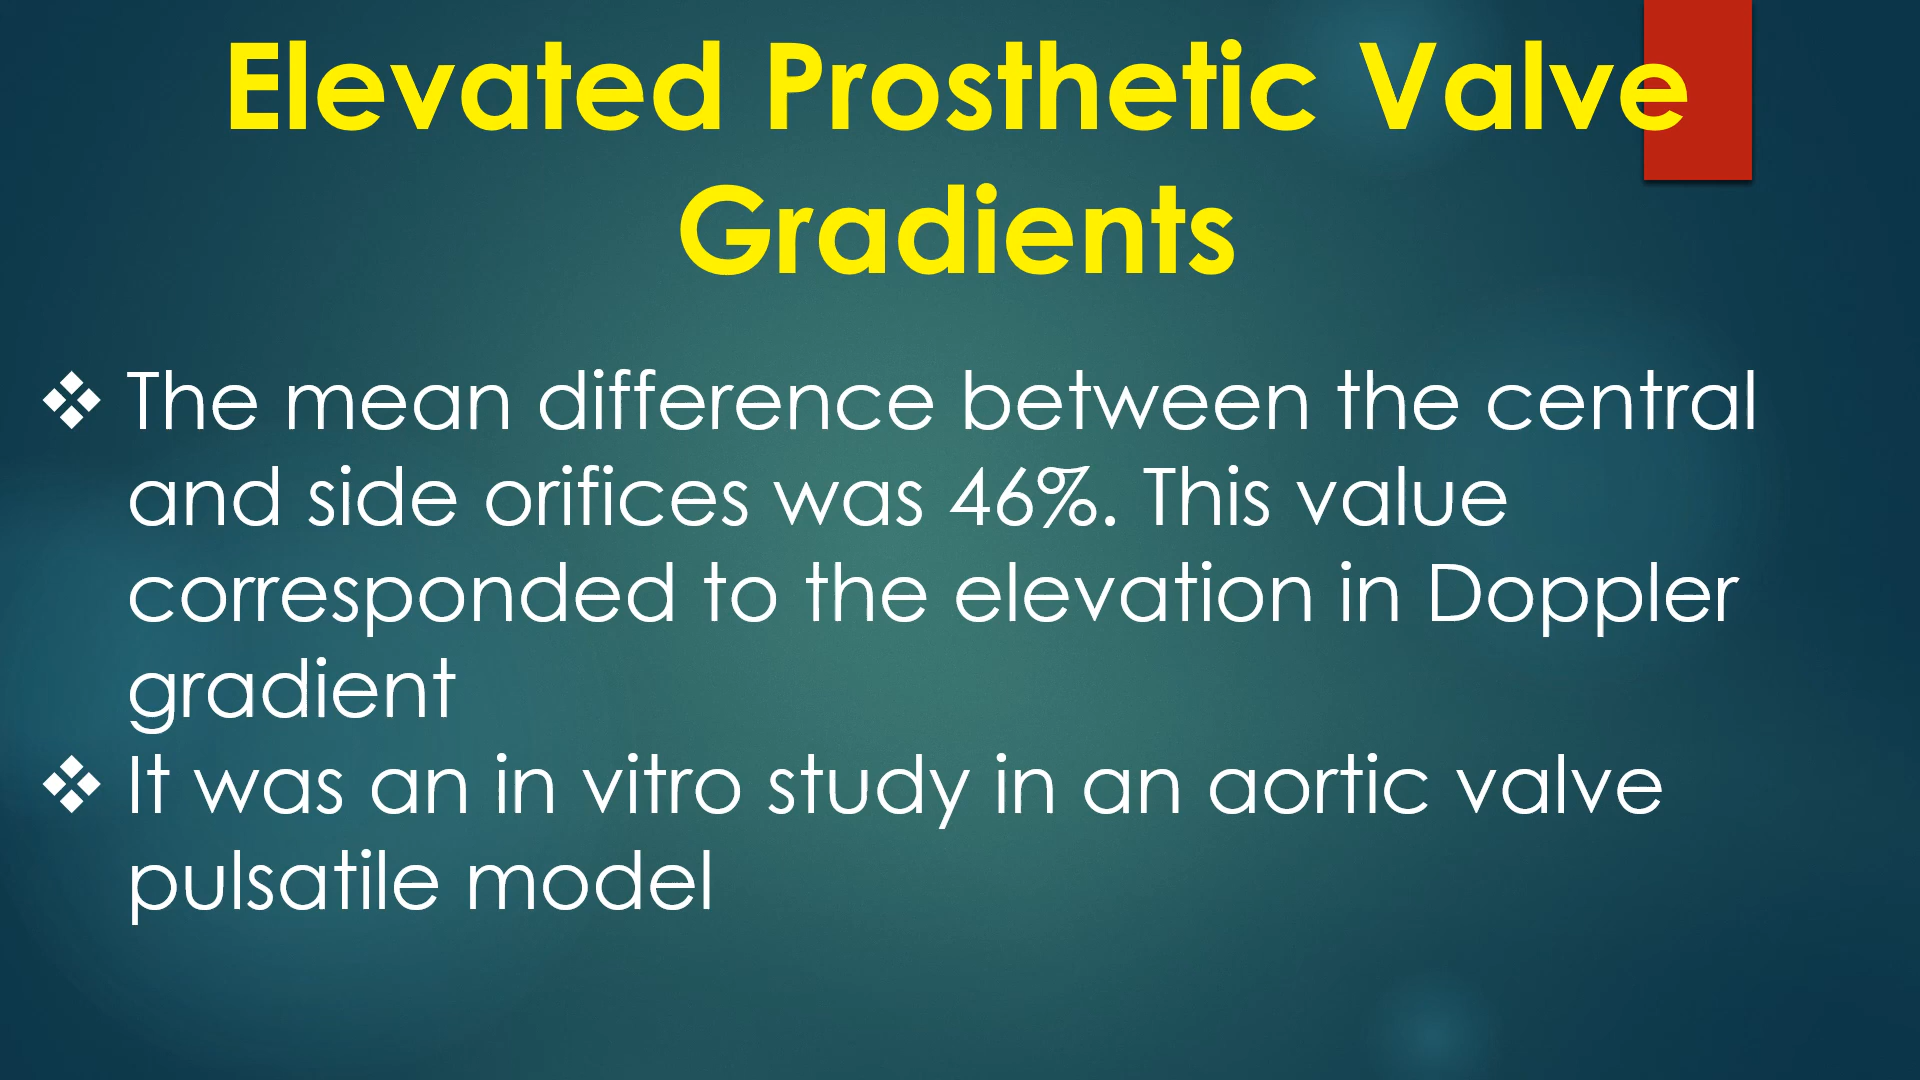 Elevated Prosthetic Valve
Gradients
❖ The mean difference between the central
and side orifices was 46%. This value
corresponded to the elevation in Doppler
gradient
❖ It was an in vitro study in an aortic valve
pulsatile model